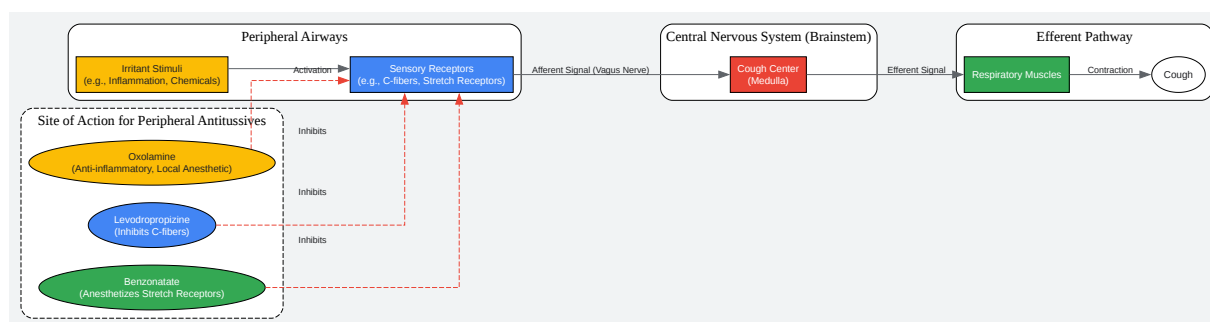 Peripheral Airways
Irritant Stimuli
(e.g., Inflammation, Chemicals)
Activation
Sensory Receptors
(e.g., C-fibers, Stretch Receptors)
Afferent Signal (Vagus Nerve)
Central Nervous System (Brainstem)
Cough Center
(Medulla)
Efferent Signal
Efferent Pathway
Respiratory Muscles
Contraction
Cough
Site of Action for Peripheral Antitussives
Oxolamine
(Anti-inflammatory, Local Anesthetic)
Inhibits
Levodropropizine
(Inhibits C-fibers)
Inhibits
Benzonatate
(Anesthetizes Stretch Receptors)
Inhibits